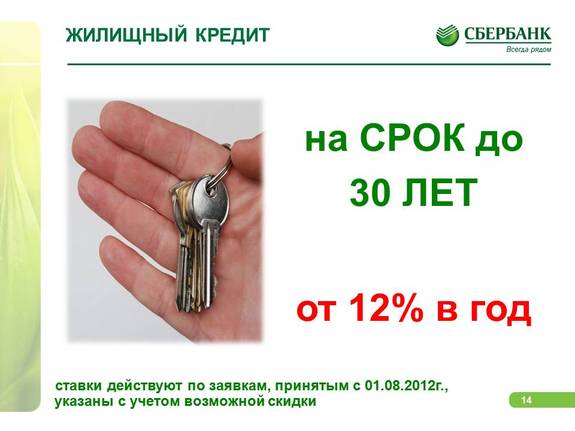 ЖИЛИЩНЫЙ КРЕДИТ
СБЕРБАНК
Всегда рядом
на СРОК до
30 ЛЕТ
от 12% в год
ставки действуют по заявкам, принятым с 01.08.2012г.,
указаны с учетом возможной скидки
14